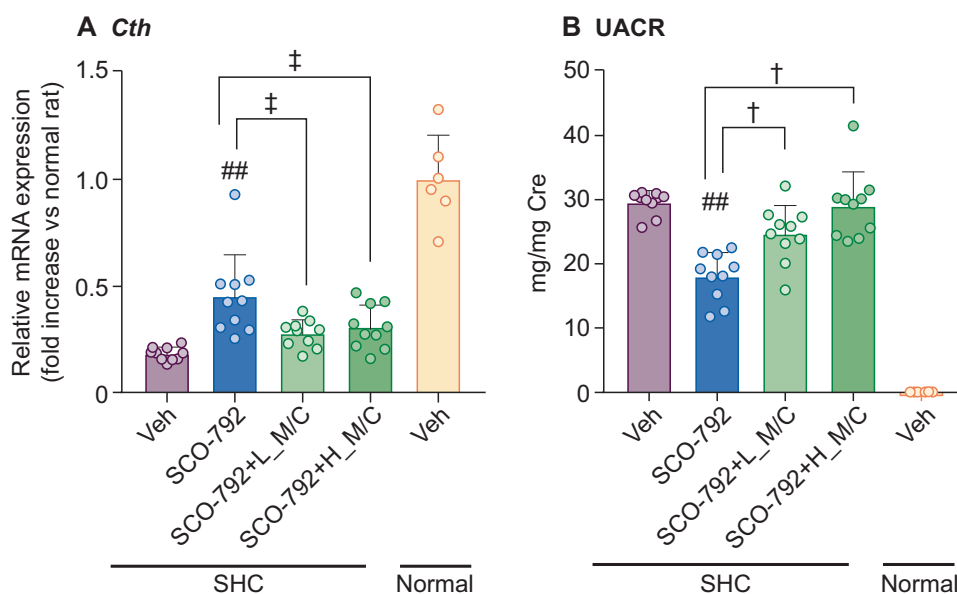 A Cth
Relative mRNA expression
(fold increase vs normal rat)
1.5
1.0
0.5
0
‡
‡
##
Veh
SCO-792
SCO-792+L_M/C
SCO-792+H_M/C
Veh
SHC
Normal
B UACR
mg/mg Cre
50
40
30
20
10
0
†
†
##
Veh
SCO-792
SCO-792+L_M/C
SCO-792+H_M/C
Veh
SHC
Normal